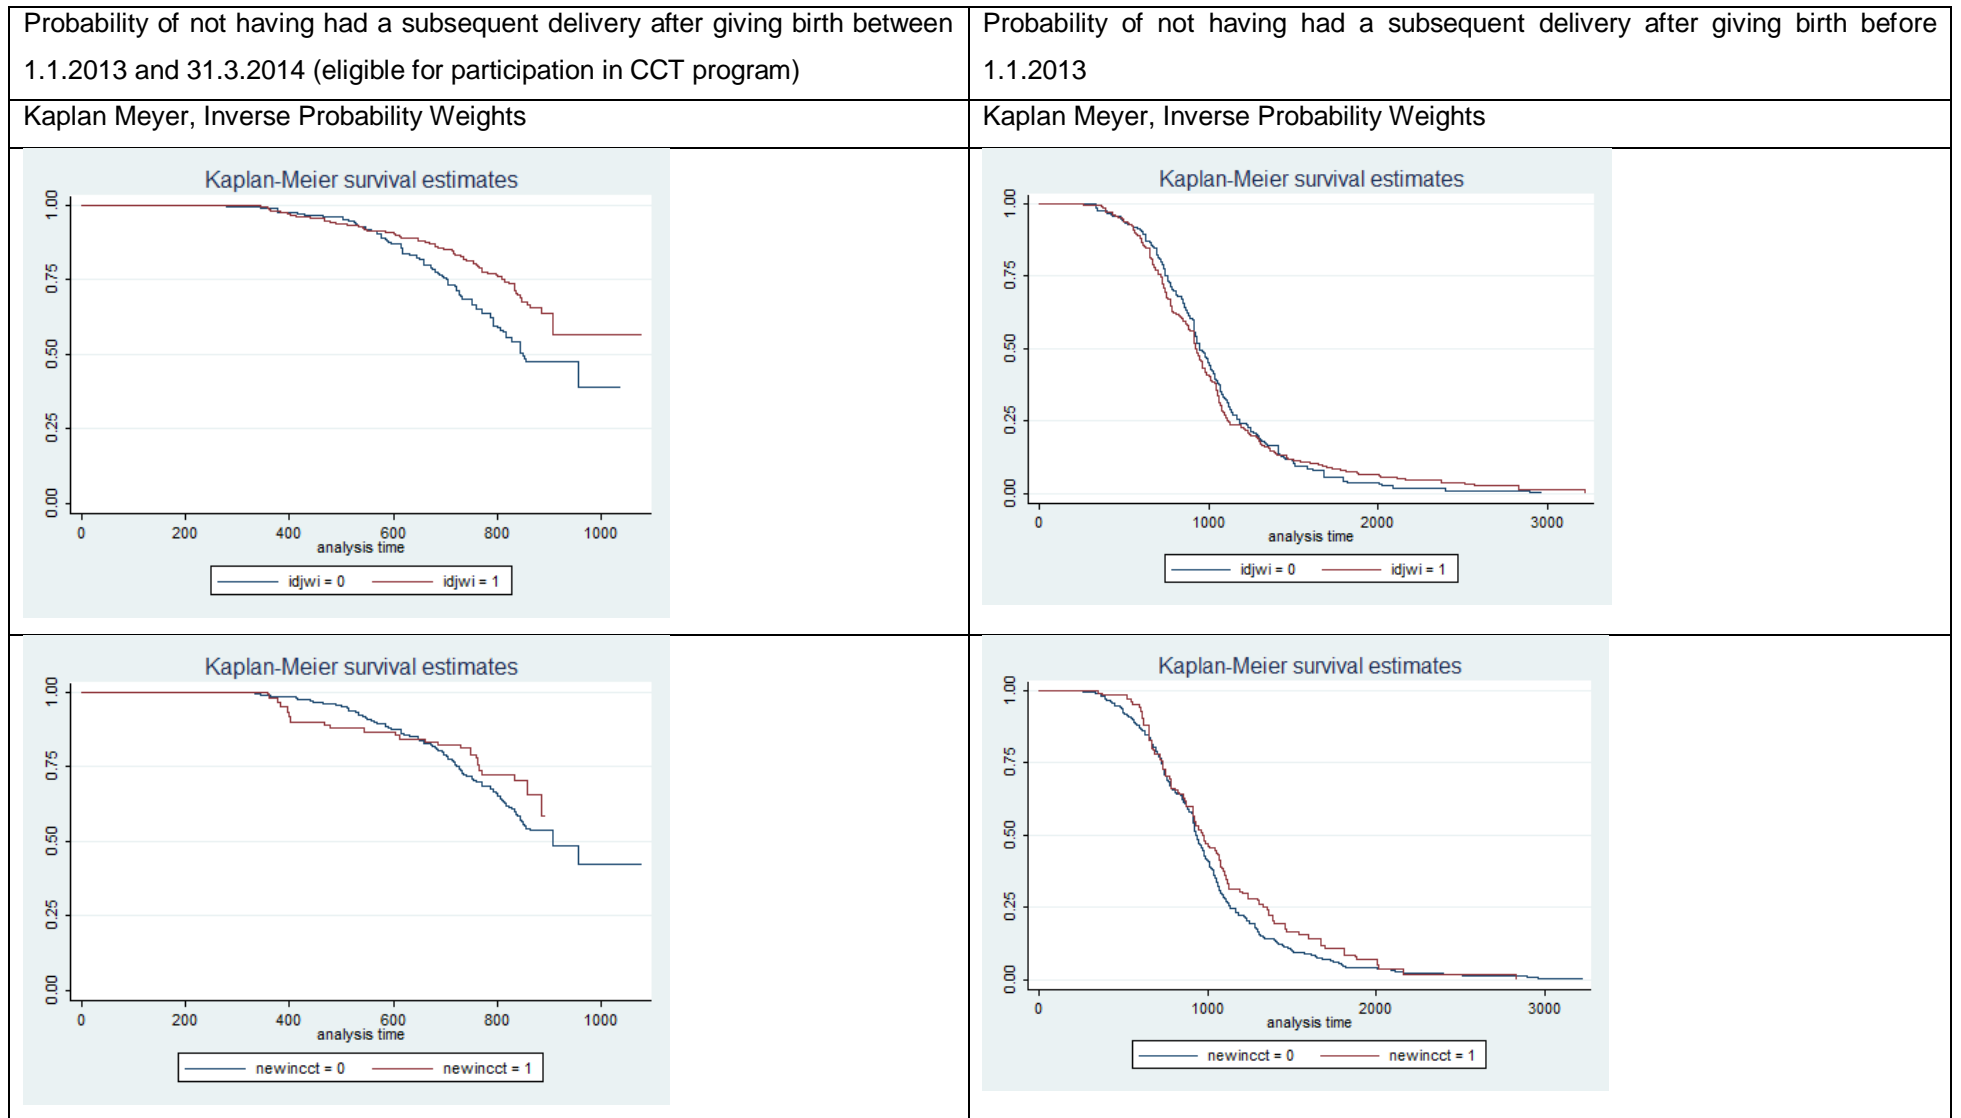 Probability of not having had a subsequent delivery after giving birth between
1.1.2013 and 31.3.2014 (eligible for participation in CCT program)
Probability of not having had a subsequent delivery after giving birth before
1.1.2013
Kaplan Meyer, Inverse Probability Weights
Kaplan Meyer, Inverse Probability Weights
Kaplan-Meier survival estimates
1.00
0.75
0.50
0.25
0.00
0 200 400 600 800 1000
analysis time
idjwi = 0 idjwi = 1
Kaplan-Meier survival estimates
1.00
0.75
0.50
0.25
0.00
0 1000 2000 3000
analysis time
idjwi = 0 idjwi = 1
Kaplan-Meier survival estimates
1.00
0.75
0.50
0.25
0.00
0 200 400 600 800 1000
analysis time
newincct = 0 newincct = 1
Kaplan-Meier survival estimates
1.00
0.75
0.50
0.25
0.00
0 1000 2000 3000
analysis time
newincct = 0 newincct = 1